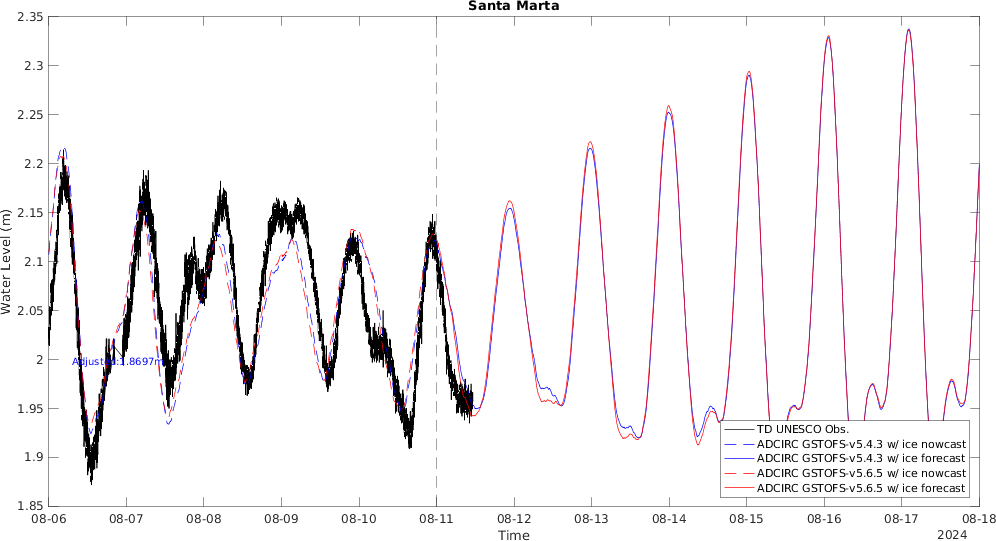 Santa Marta
Water Level (m)
2.35
2.3
2.25
2.2
2.15
2.1
2.05
2
1.95
1.9
1.85
Adjusted:1.8697m
TD UNESCO Obs.
ADCIRC GSTOFS-v5.4.3 w/ ice nowcast
ADCIRC GSTOFS-v5.4.3 w/ ice forecast
ADCIRC GSTOFS-v5.6.5 w/ ice nowcast
ADCIRC GSTOFS-v5.6.5 w/ ice forecast
08-06 08-07 08-08 08-09 08-10 08-11 08-12 08-13 08-14 08-15 08-16 08-17 08-18
Time
2024